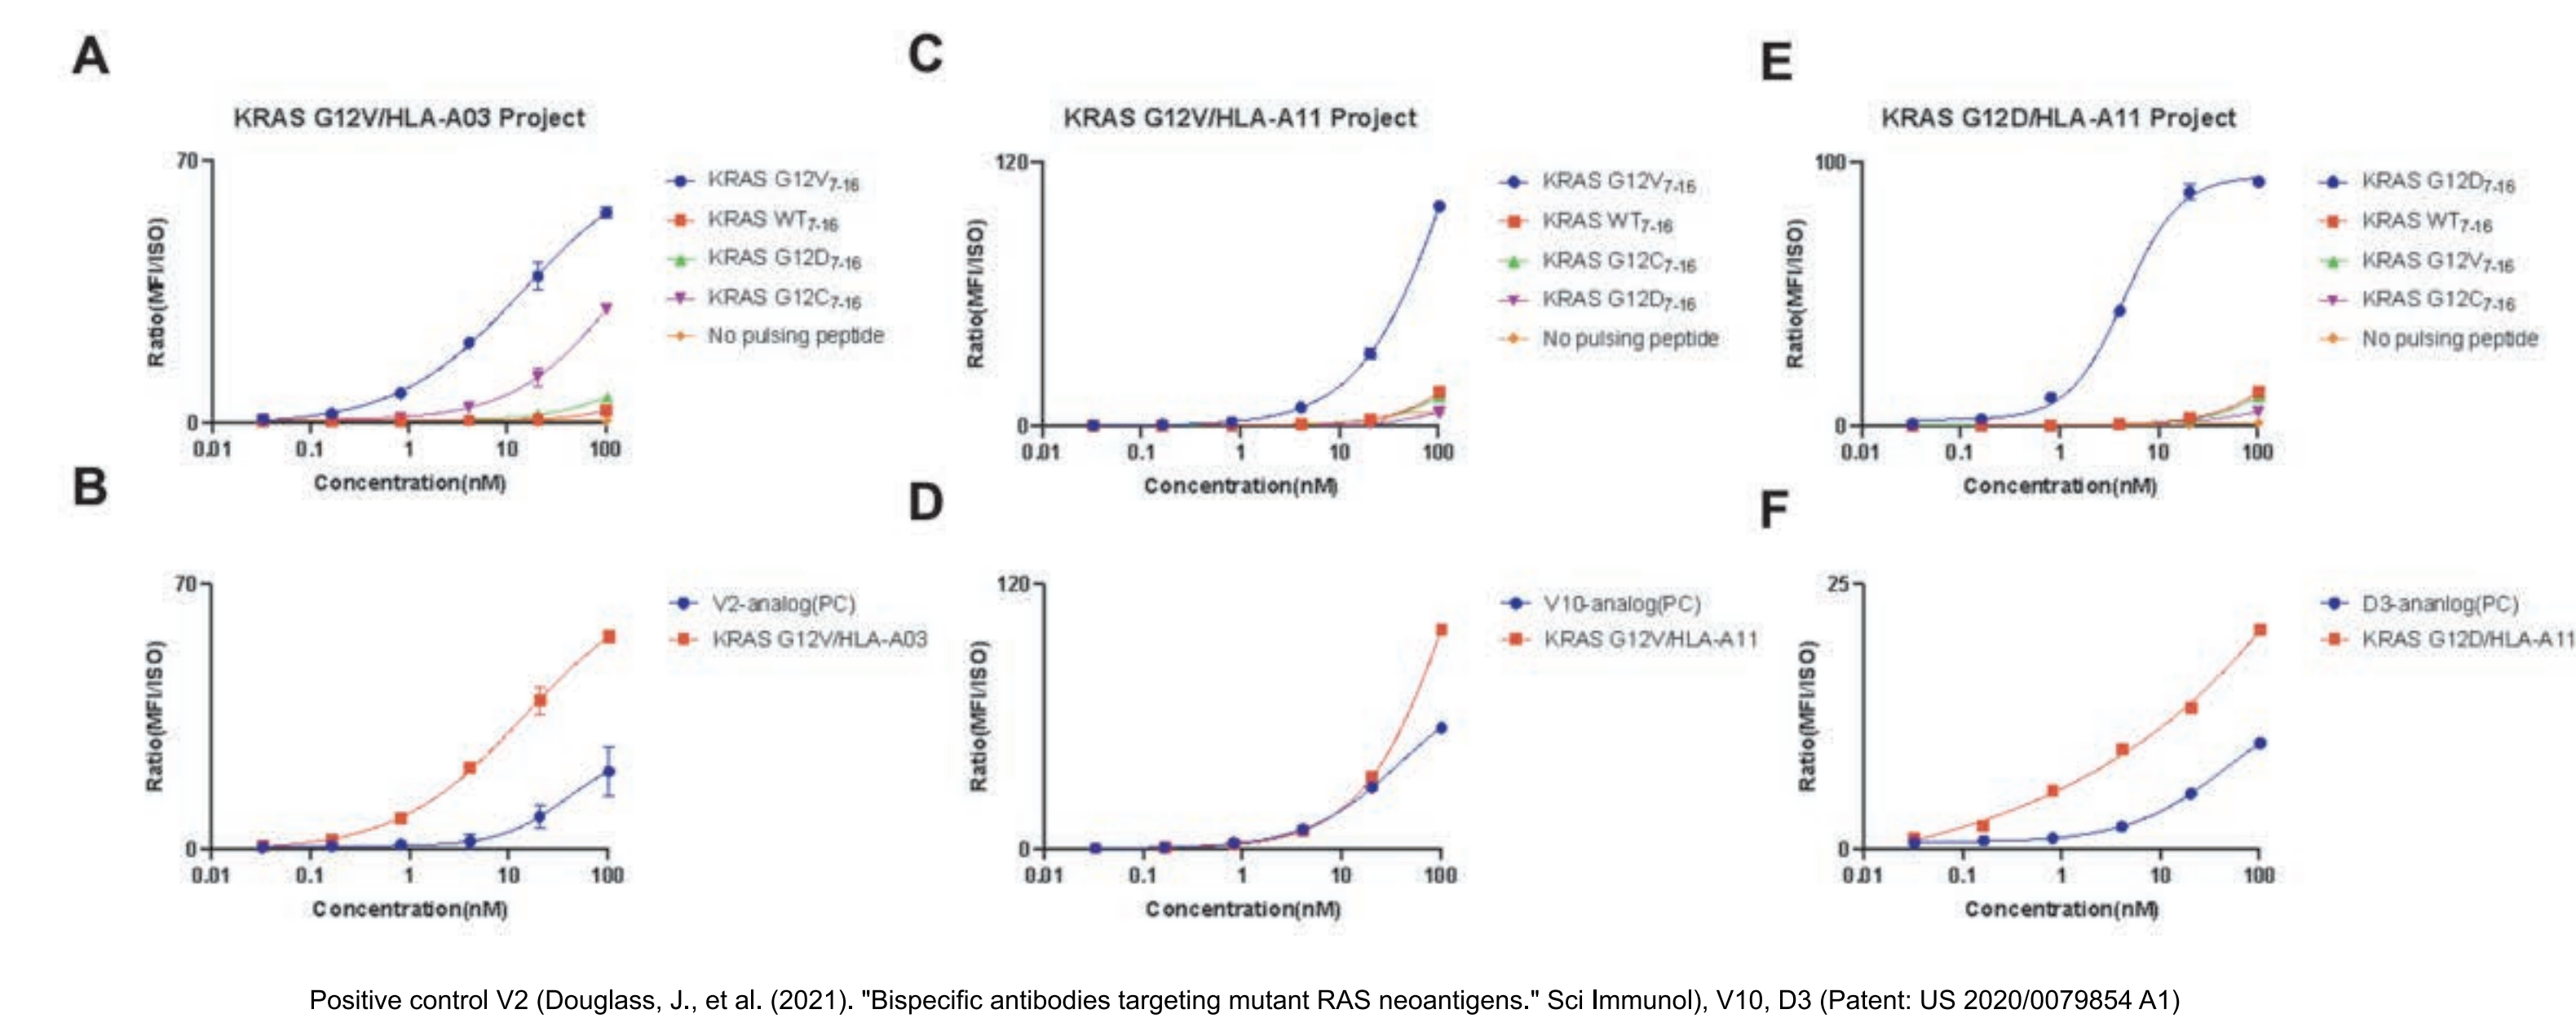 A
KRAS G12V/HLA-A03 Project
70
0
Ratio(MFI/ISO)
0.01 0.1 1 10 100
Concentration(nM)
KRAS G12V7-16
KRAS WT7-16
KRAS G12D7-16
KRAS G12C7-16
No pulsing peptide
C
KRAS G12V/HLA-A11 Project
120
0
Ratio(MFI/ISO)
0.01 0.1 1 10 100
Concentration(nM)
KRAS G12V7-16
KRAS WT7-16
KRAS G12C7-16
KRAS G12D7-16
No pulsing peptide
E
KRAS G12D/HLA-A11 Project
100
0
Ratio(MFI/ISO)
0.01 0.1 1 10 100
Concentration(nM)
KRAS G12D7-16
KRAS WT7-16
KRAS G12V7-16
KRAS G12C7-16
No pulsing peptide
B
70
0
Ratio(MFI/ISO)
0.01 0.1 1 10 100
Concentration(nM)
V2-analog(PC)
KRAS G12V/HLA-A03
D
120
0
Ratio(MFI/ISO)
0.01 0.1 1 10 100
Concentration(nM)
V10-analog(PC)
KRAS G12V/HLA-A11
F
25
0
Ratio(MFI/ISO)
0.01 0.1 1 10 100
Concentration(nM)
D3-ananlog(PC)
KRAS G12D/HLA-A11
Positive control V2 (Douglass, J., et al. (2021). "Bispecific antibodies targeting mutant RAS neoantigens." Sci Immunol), V10, D3 (Patent: US 2020/0079854 A1)